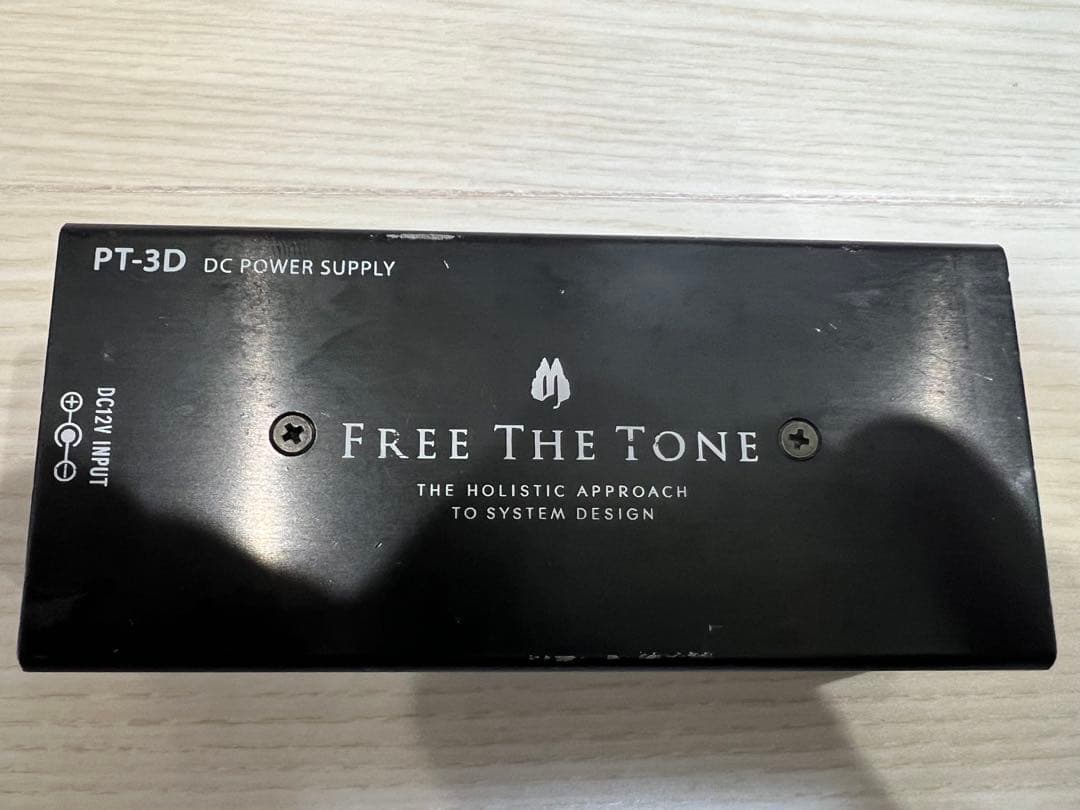 PT-3D DC POWER SUPPLY
DC12V INPUT
FREE THE TONE
THE HOLISTIC APPROACH
TO SYSTEM DESIGN